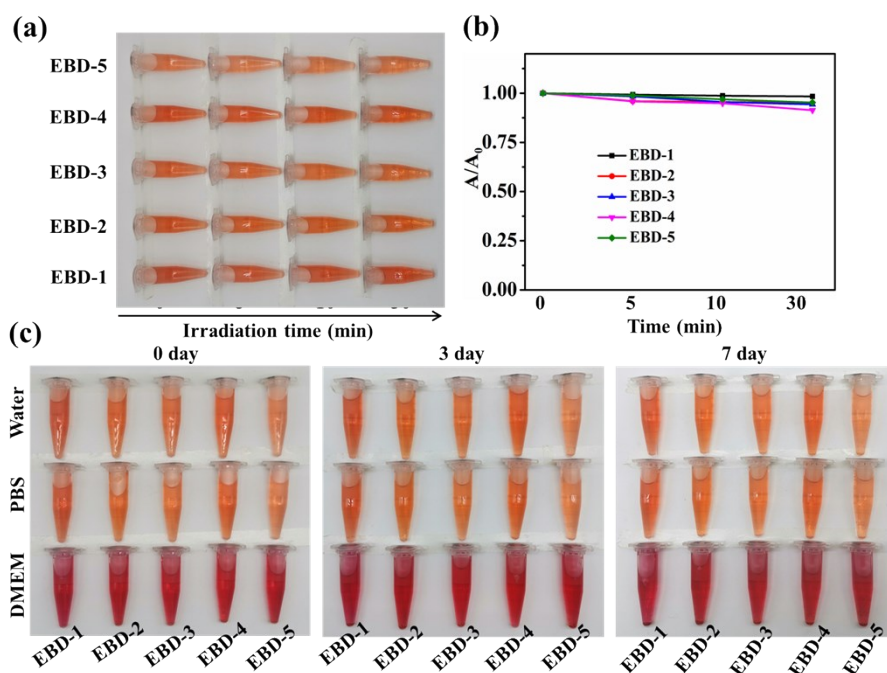 (a)
EBD-5
EBD-4
EBD-3
EBD-2
EBD-1
Irradiation time (min)
(b)
A/A0
1.00
0.75
0.50
0.25
0.00
EBD-1
EBD-2
EBD-3
EBD-4
EBD-5
0 5 10 30
Time (min)
(c)
0 day 3 day 7 day
Water
PBS
DMEM
EBD-1 EBD-2 EBD-3 EBD-4 EBD-5 EBD-1 EBD-2 EBD-3 EBD-4 EBD-5 EBD-1 EBD-2 EBD-3 EBD-4 EBD-5